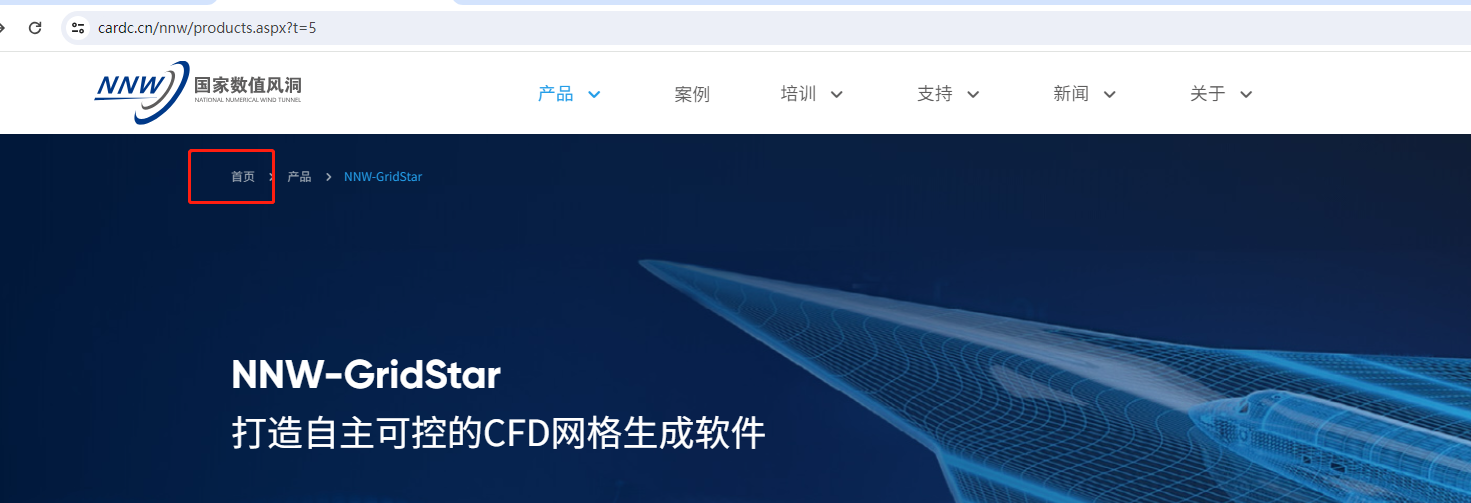 cardc.cn/nnw/products.aspx?t=5
NNW 国家数值风洞
NATIONAL NUMERICAL WIND TUNNEL
产品 案例 培训 支持 新闻 关于
首页 > 产品 > NNW-GridStar
NNW-GridStar
打造自主可控的CFD网格生成软件